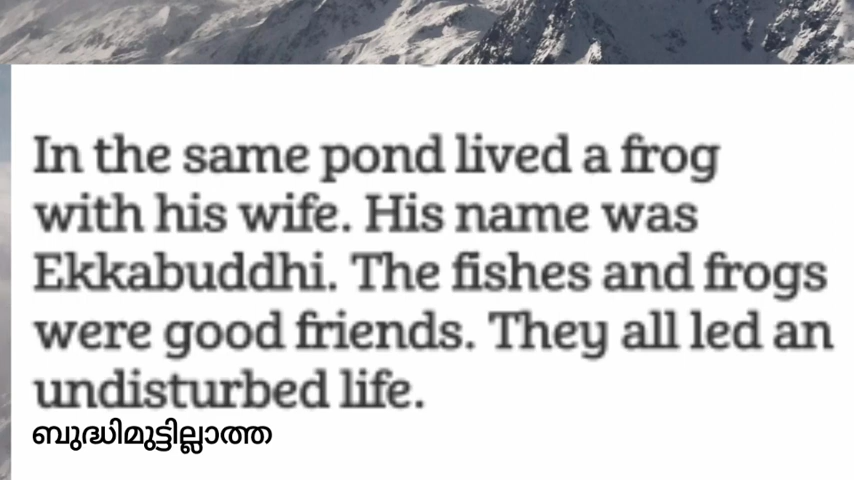 In the same pond lived a frog
with his wife. His name was
Ekkabuddhi. The fishes and frogs
were good friends. They all led an
undisturbed life.
ബുദ്ധിമുട്ടില്ലാത്ത